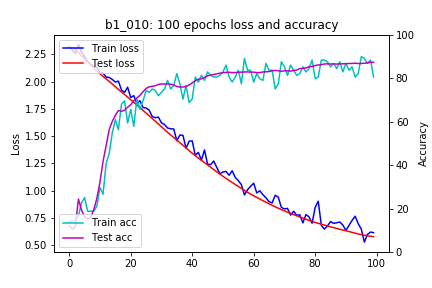 b1_010: 100 epochs loss and accuracy
Train loss
Test loss
Train acc
Test acc
Loss
2.25
2.00
1.75
1.50
1.25
1.00
0.75
0.50
Accuracy
100
80
60
40
20
0
0 20 40 60 80 100